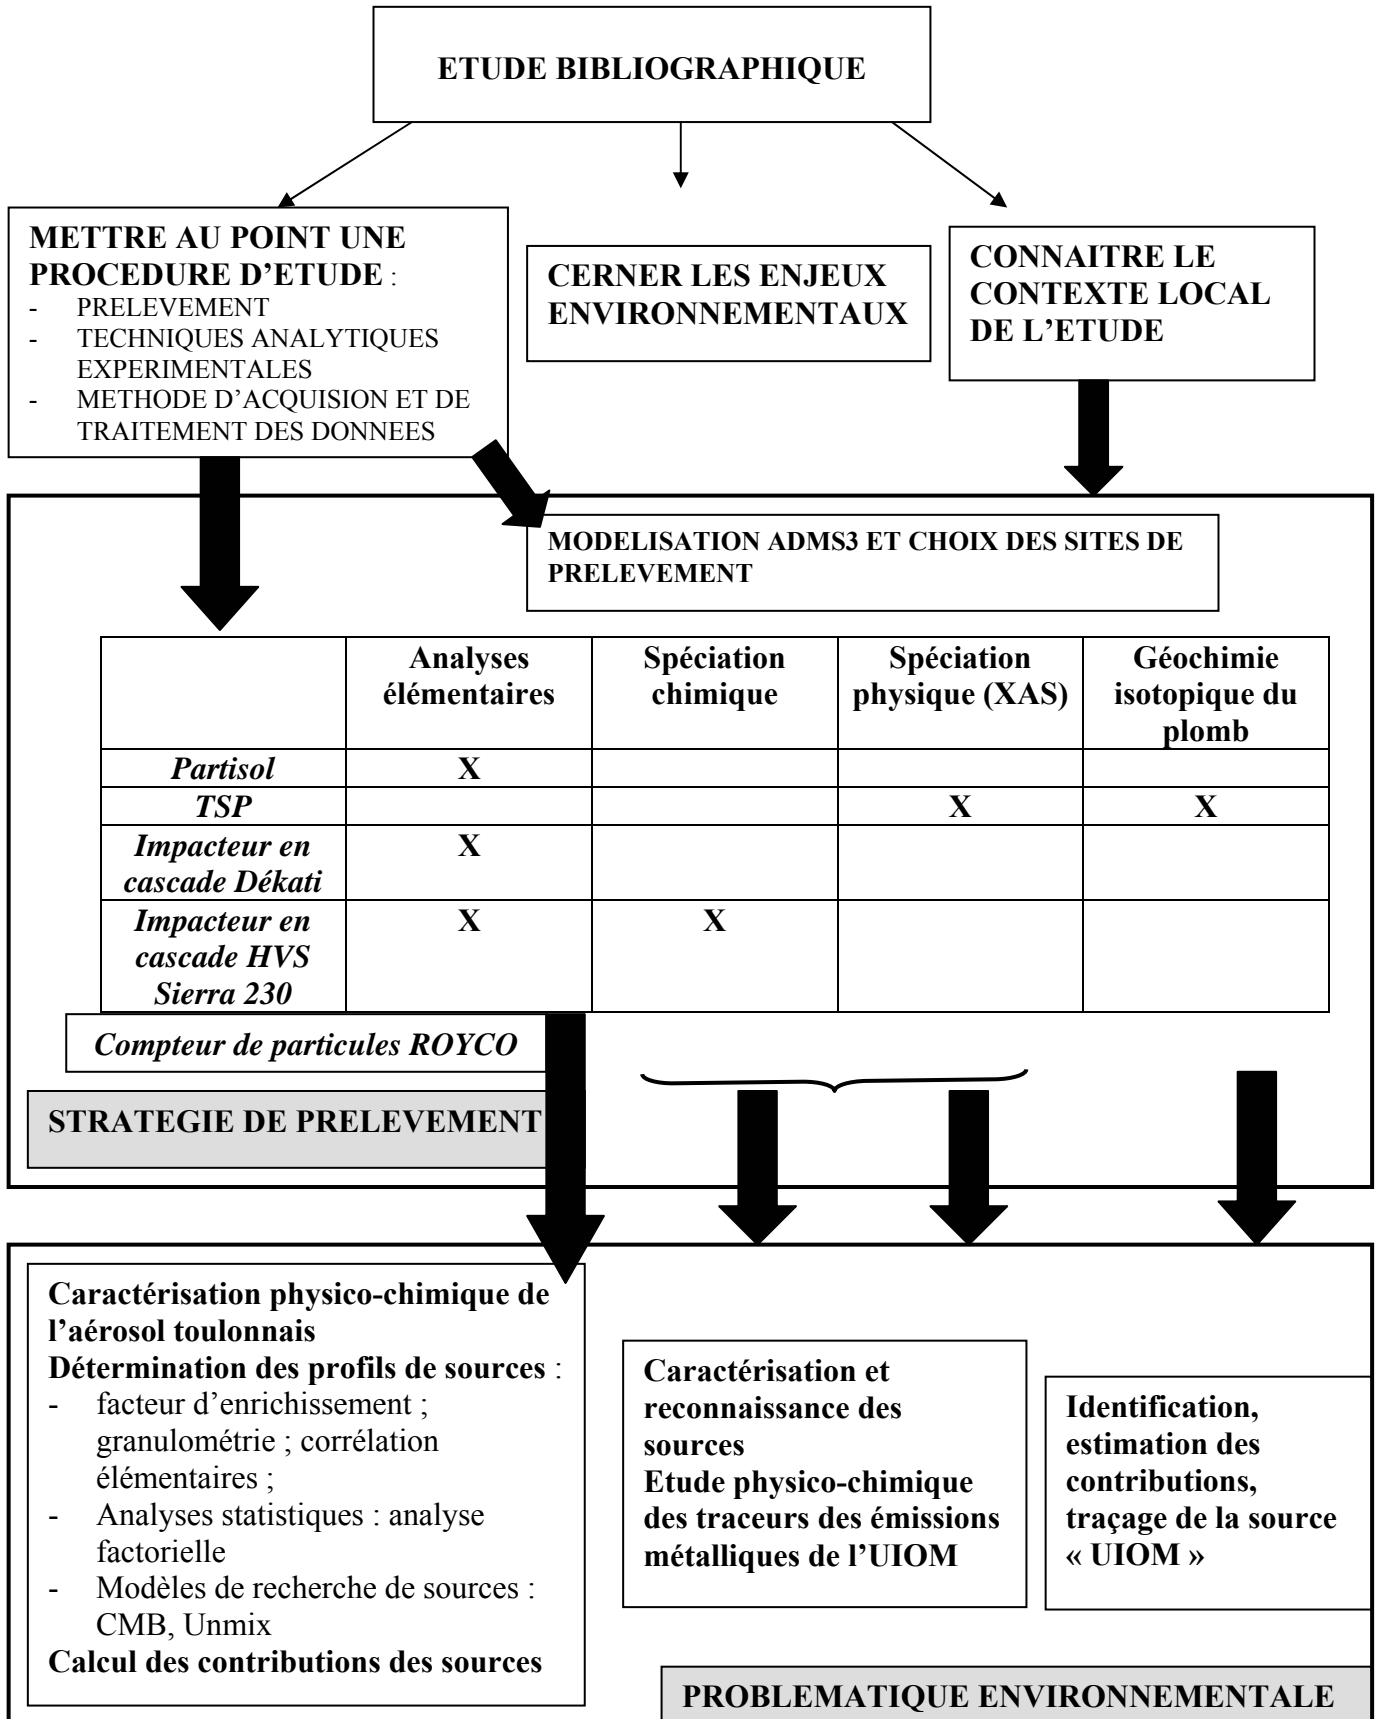 ETUDE BIBLIOGRAPHIQUE
METTRE AU POINT UNE
PROCEDURE D’ETUDE :
- PRELEVEMENT
- TECHNIQUES ANALYTIQUES
EXPERIMENTALES
- METHODE D’ACQUISION ET DE
TRAITEMENT DES DONNEES
CERNER LES ENJEUX
ENVIRONNEMENTAUX
CONNAITRE LE
CONTEXTE LOCAL
DE L’ETUDE
MODELISATION ADMS3 ET CHOIX DES SITES DE
PRELEVEMENT
Analyses
élémentaires
Spéciation
chimique
Spéciation
physique (XAS)
Géochimie
isotopique du
plomb
Partisol X
TSP X X
Impacteur en
cascade Dékati
X
Impacteur en
cascade HVS
Sierra 230
X X
Compteur de particules ROYCO
STRATEGIE DE PRELEVEMENT
Caractérisation physico-chimique de
l’aérosol toulonnais
Détermination des profils de sources :
- facteur d’enrichissement ;
granulométrie ; corrélation
élémentaires ;
- Analyses statistiques : analyse
factorielle
- Modèles de recherche de sources :
CMB, Unmix
Calcul des contributions des sources
Caractérisation et
reconnaissance des
sources
Etude physico-chimique
des traceurs des émissions
métalliques de l’UIOM
Identification,
estimation des
contributions,
traçage de la source
« UIOM »
PROBLEMATIQUE ENVIRONNEMENTALE